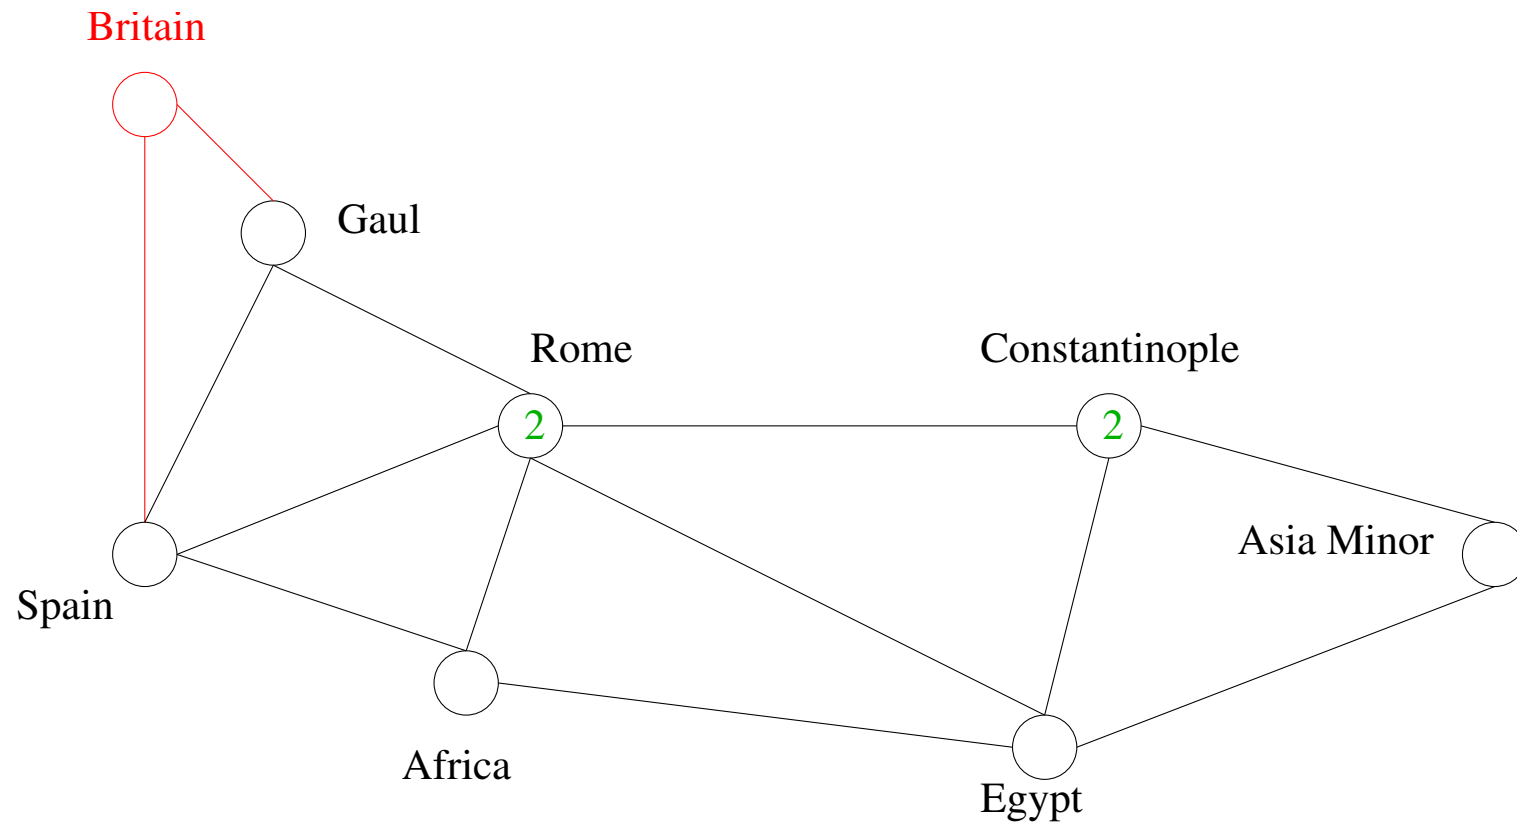 Britain
Gaul
Rome
Constantinople
2
2
Asia Minor
Spain
Africa
Egypt